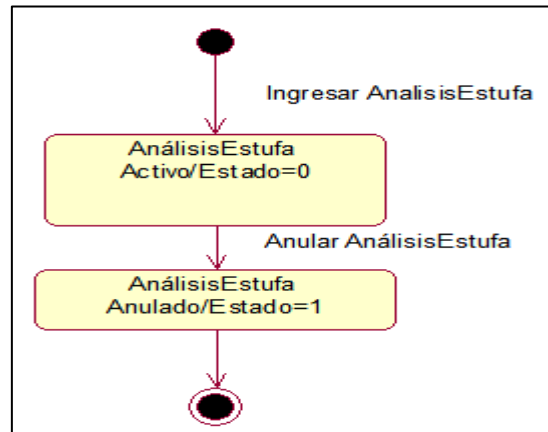 Ingresar AnalisisEstufa
AnálisisEstufa
Activo/Estado=0
Anular AnálisisEstufa
AnálisisEstufa
Anulado/Estado=1